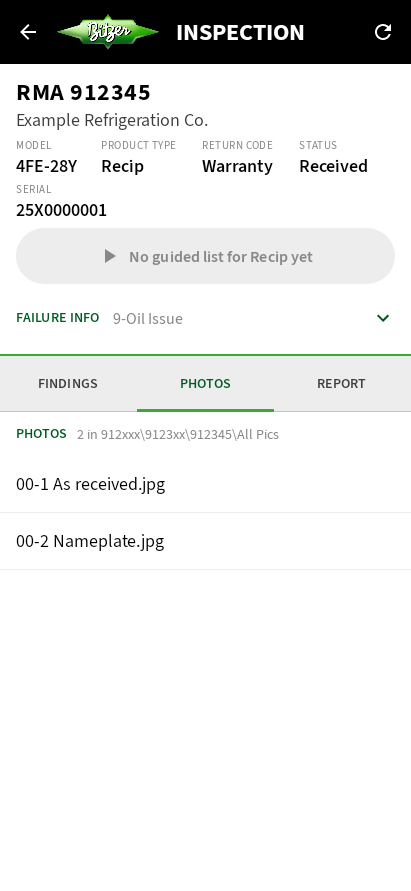 Bitzer INSPECTION
RMA 912345
Example Refrigeration Co.
MODEL PRODUCT TYPE RETURN CODE STATUS
4FE-28Y Recip Warranty Received
SERIAL
25X0000001
No guided list for Recip yet
FAILURE INFO 9-Oil Issue
FINDINGS PHOTOS REPORT
PHOTOS 2 in 912xxx\9123xx\912345\All Pics
00-1 As received.jpg
00-2 Nameplate.jpg